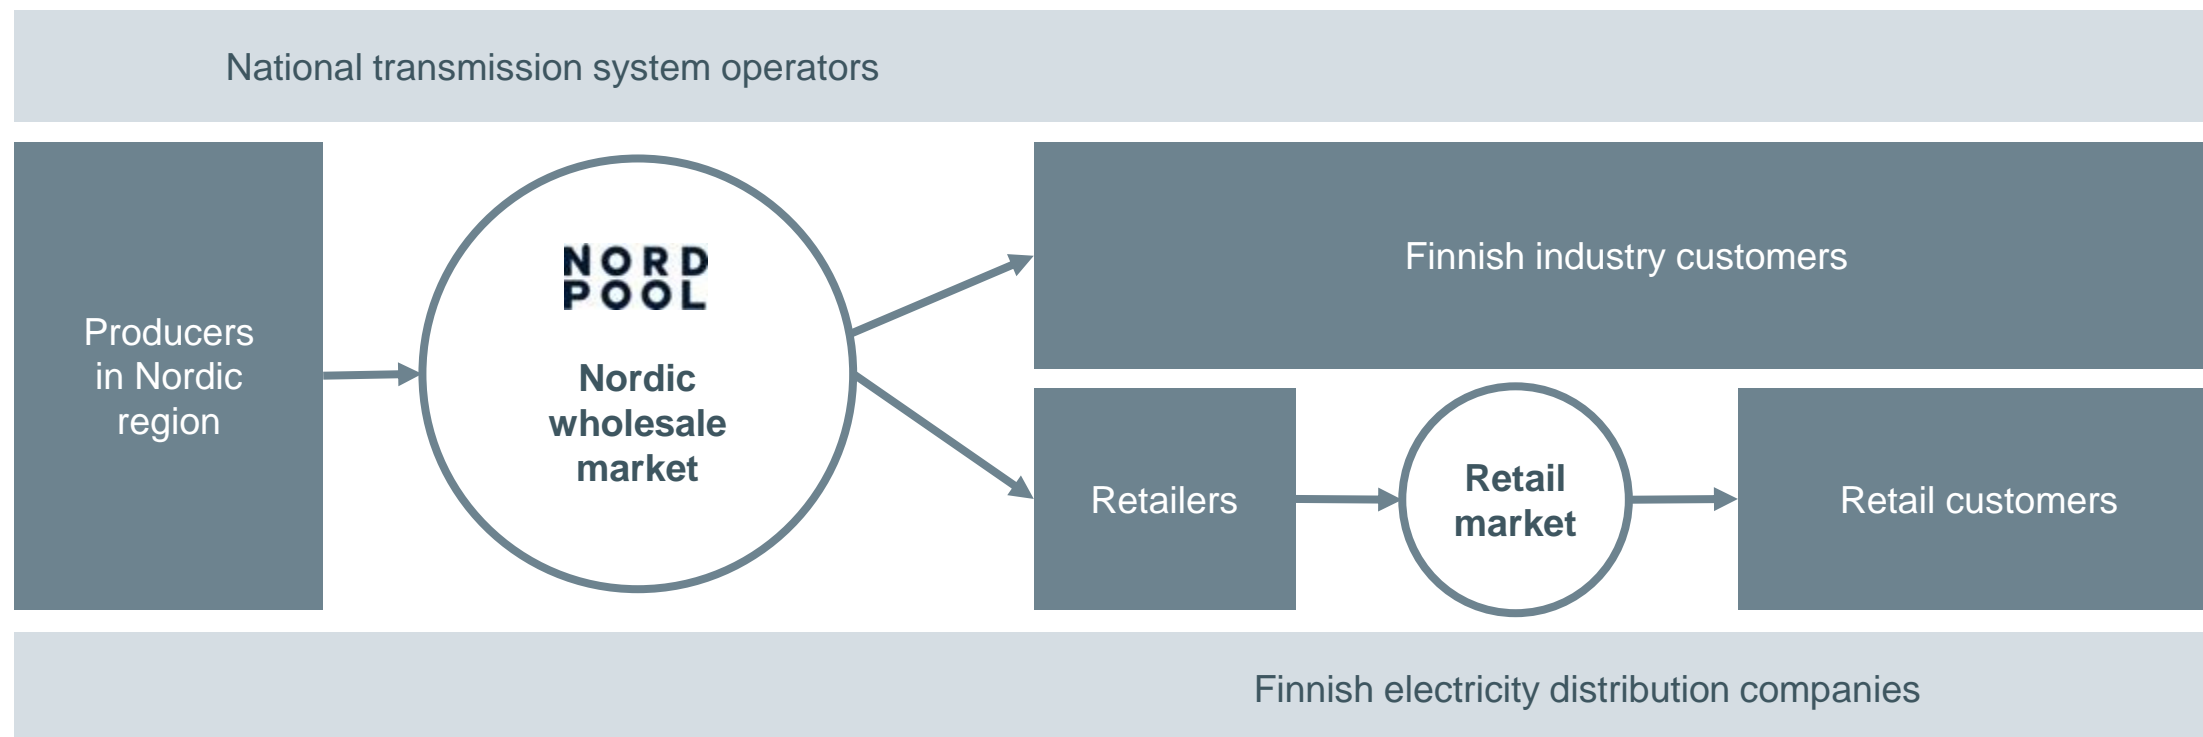 National transmission system operators
Producers
in Nordic
region
NORD
POOL
Nordic
wholesale
market
Finnish industry customers
Retailers
Retail
market
Retail customers
Finnish electricity distribution companies